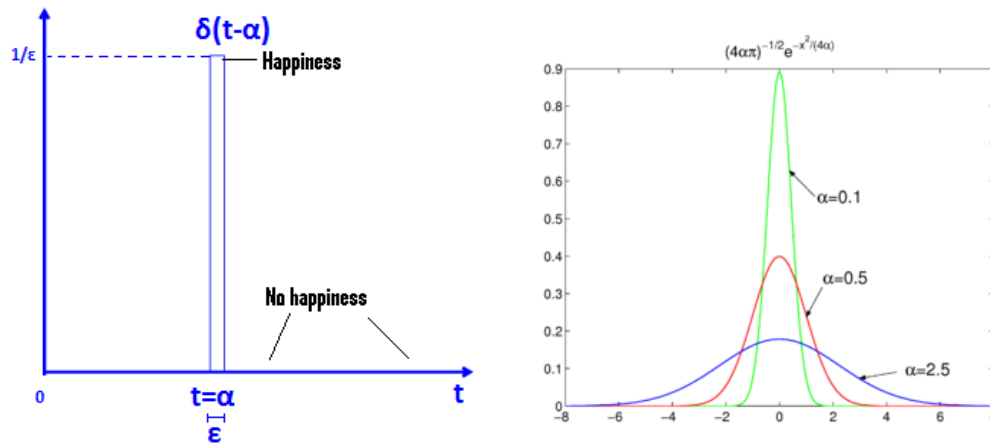 δ(t-α)
1/ε
Happiness
No happiness
0
t=α
t
ε
(4απ)^{-1/2}e^{-x^2/(4α)}
0.9
0.8
0.7
0.6
0.5
0.4
0.3
0.2
0.1
0
α=0.1
α=0.5
α=2.5
-8
-6
-4
-2
0
2
4
6